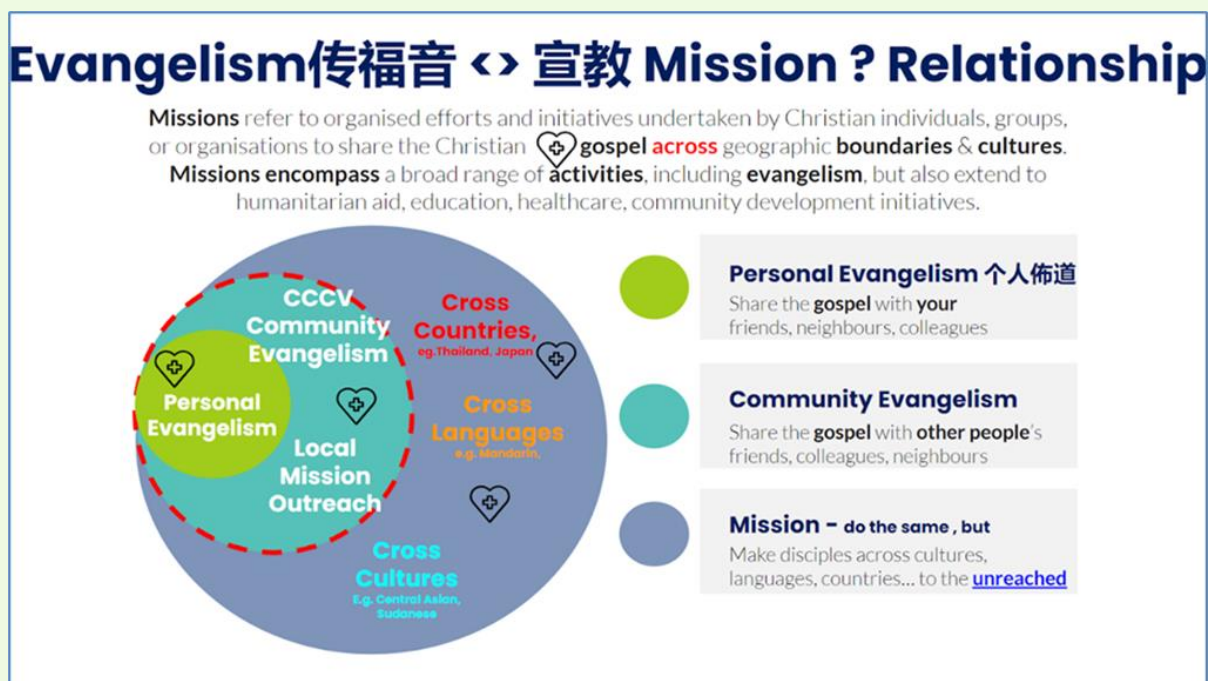 Evangelism传福音 <> 宣教 Mission ? Relationship
Missions refer to organised efforts and initiatives undertaken by Christian individuals, groups,
or organisations to share the Christian gospel across geographic boundaries & cultures.
Missions encompass a broad range of activities, including evangelism, but also extend to
humanitarian aid, education, healthcare, community development initiatives.
CCCV
Community
Evangelism
Personal
Evangelism
Local
Mission
Outreach
Cross
Countries,
eg.Thailand, Japan
Cross
Languages
e.g. Mandarin,
Cross
Cultures
E.g. Central Asian,
Sudanese
Personal Evangelism 个人佈道
Share the gospel with your
friends, neighbours, colleagues
Community Evangelism
Share the gospel with other people's
friends, colleagues, neighbours
Mission - do the same , but
Make disciples across cultures,
languages, countries... to the unreached